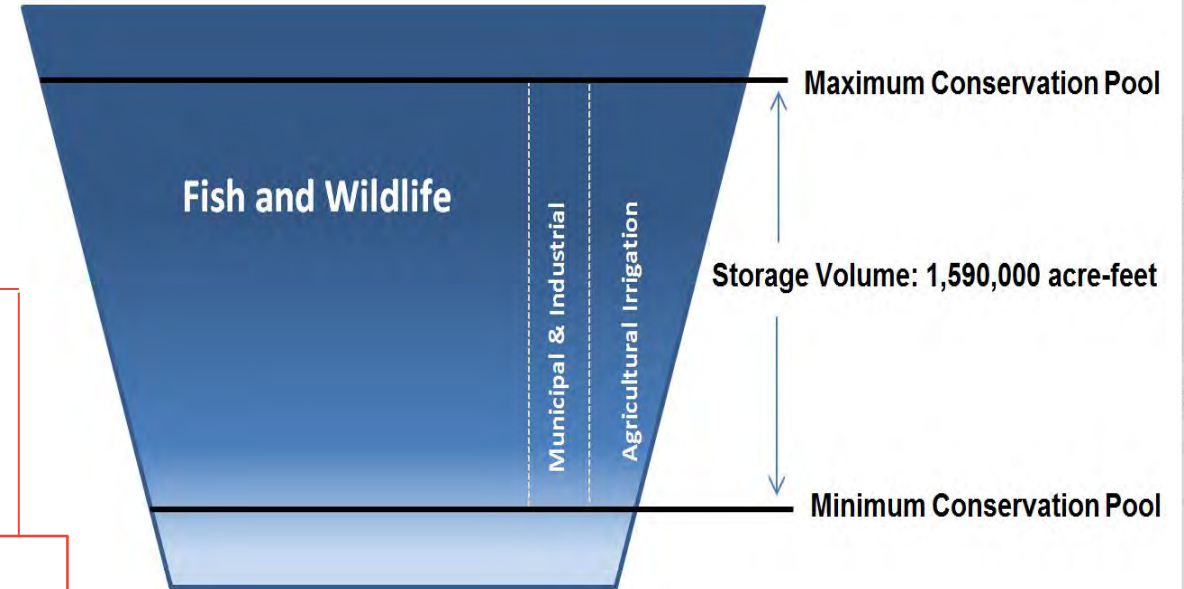 Maximum Conservation Pool
Fish and Wildlife
Municipal & Industrial
Agricultural Irrigation
Storage Volume: 1,590,000 acre-feet
Minimum Conservation Pool